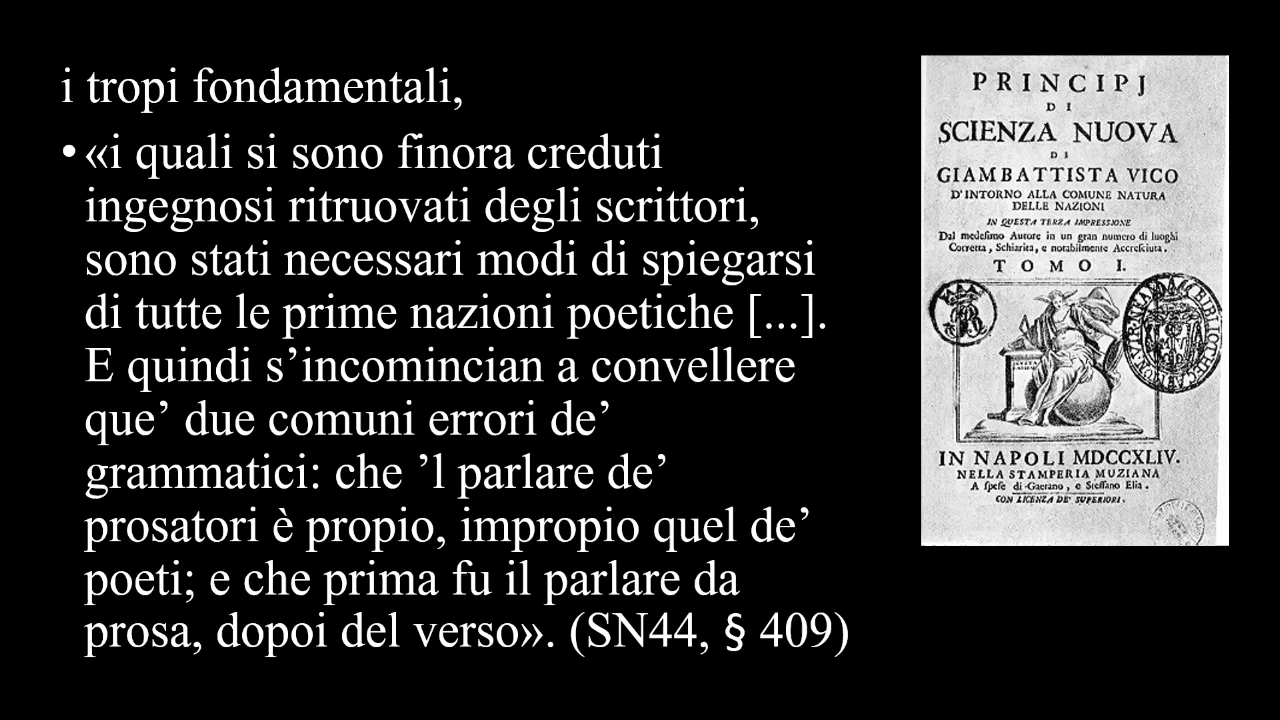 i tropi fondamentali,
• «i quali si sono finora creduti
ingegnosi ritruovati degli scrittori,
sono stati necessari modi di spiegarsi
di tutte le prime nazioni poetiche [...].
E quindi s’incomincian a convellere
que’ due comuni errori de’
grammatici: che ’l parlare de’
prosatori è propio, impropio quel de’
poeti; e che prima fu il parlare da
prosa, dopoi del verso». (SN44, § 409)
PRINCIPJ
DI
SCIENZA NUOVA
DI
GIAMBATTISTA VICO
D'INTORNO ALLA COMUNE NATURA
DELLE NAZIONI
IN QUESTA TERZA IMPRESSIONE
Dal medesimo Autore in un gran numero di luoghi
Corretta, Schiarita, e notabilmente Accresciuta.
TOMO I.
IN NAPOLI MDCCXLIV.
NELLA STAMPERIA MUZIANA
A spese di Gaetano, e Steffano Elia.
CON LICENZA DE' SUPERIORI.